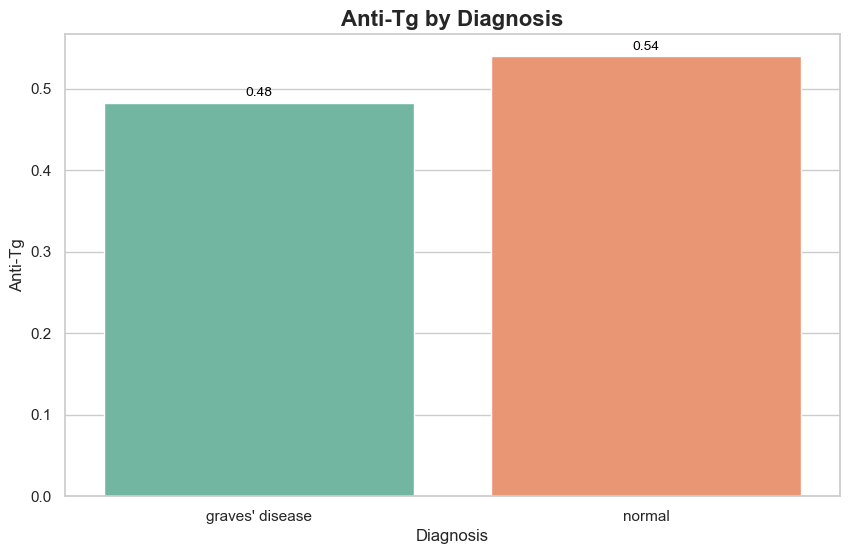 Anti-Tg by Diagnosis
0.54
0.48
0.5
0.4
0.3
0.2
0.1
0.0
Anti-Tg
graves' disease
normal
Diagnosis